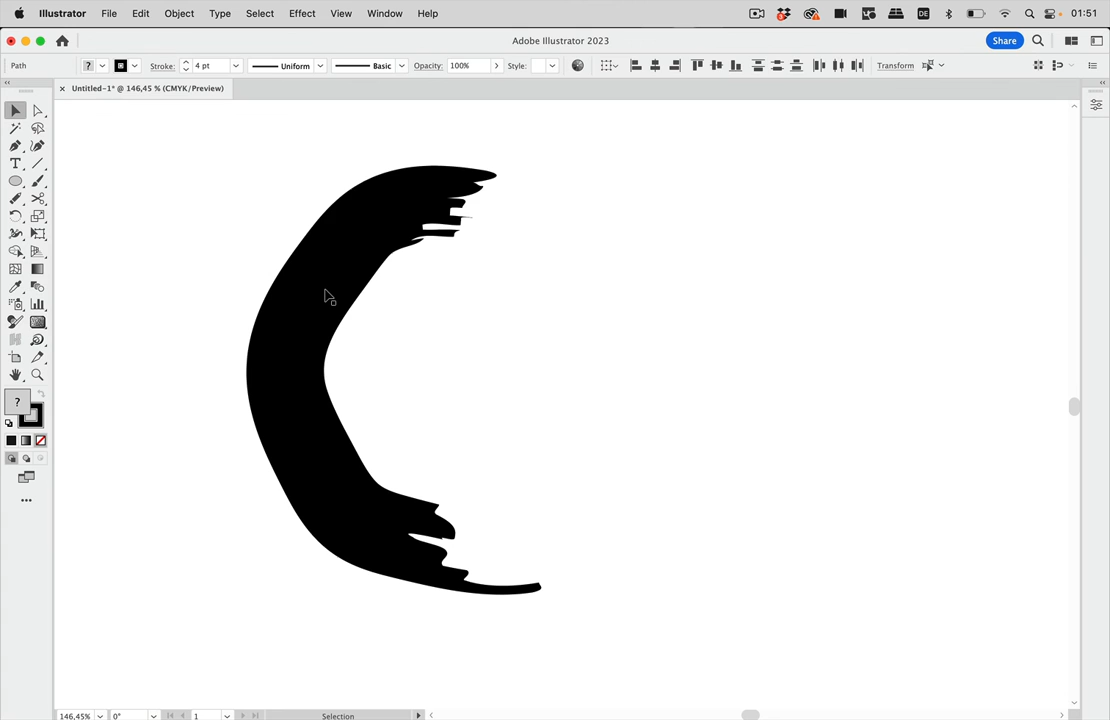 Illustrator File Edit Object Type Select Effect View Window Help 5 DE 01:51
Adobe Illustrator 2023 Share
Path ? Stroke: 4 pt Uniform Basic Opacity: 100% Style: Transform
Untitled-1* @ 146,45 % (CMYK/Preview)
T
?
146,45% 0° 1 Selection